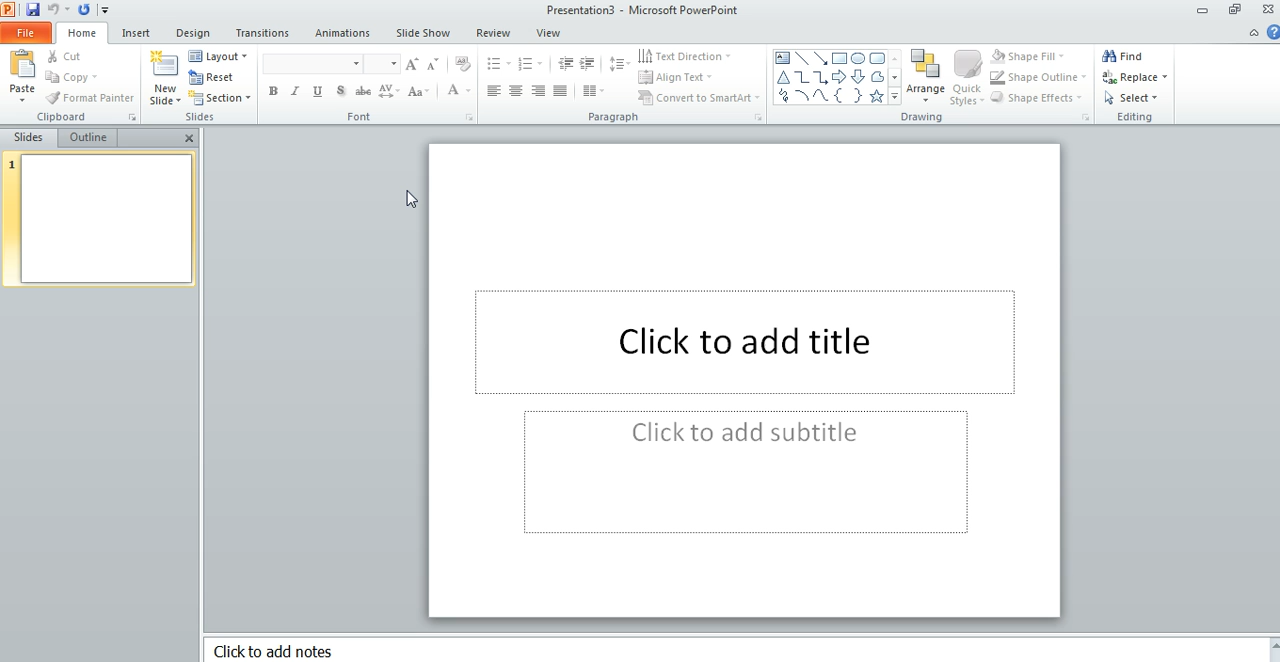 Presentation3 - Microsoft PowerPoint
File Home Insert Design Transitions Animations Slide Show Review View
Paste
Cut
Copy
Format Painter
Clipboard
New
Slide
Layout
Reset
Section
Slides
B I U S abc AV Aa A
Font
Text Direction
Align Text
Convert to SmartArt
Paragraph
Arrange
Quick
Styles
Shape Fill
Shape Outline
Shape Effects
Drawing
Find
Replace
Select
Editing
Slides Outline
1
Click to add title
Click to add subtitle
Click to add notes